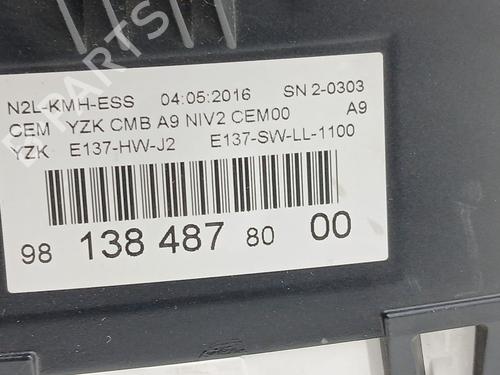 N2L-KMH-ESS 04:05:2016 SN 2-0303
CEM YZK CMB A9 NIV2 CEM00 A9
YZK E137-HW-J2 E137-SW-LL-1100
98 138 487 80 00